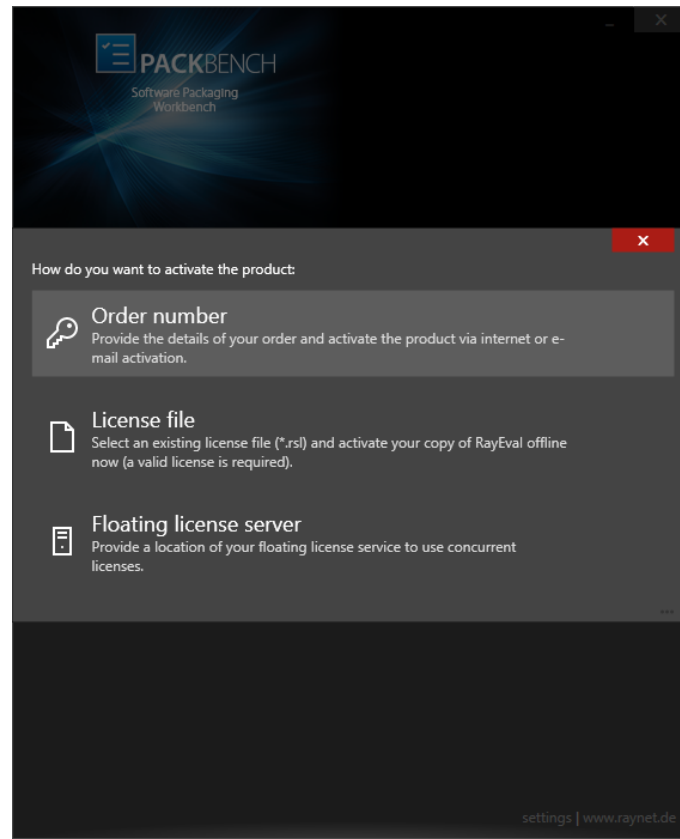 PACKBENCH
Software Packaging
Workbench
How do you want to activate the product:
Order number
Provide the details of your order and activate the product via internet or e-
mail activation.
License file
Select an existing license file (*.rsl) and activate your copy of RayEval offline
now (a valid license is required).
Floating license server
Provide a location of your floating license service to use concurrent
licenses.
...
settings | www.raynet.de